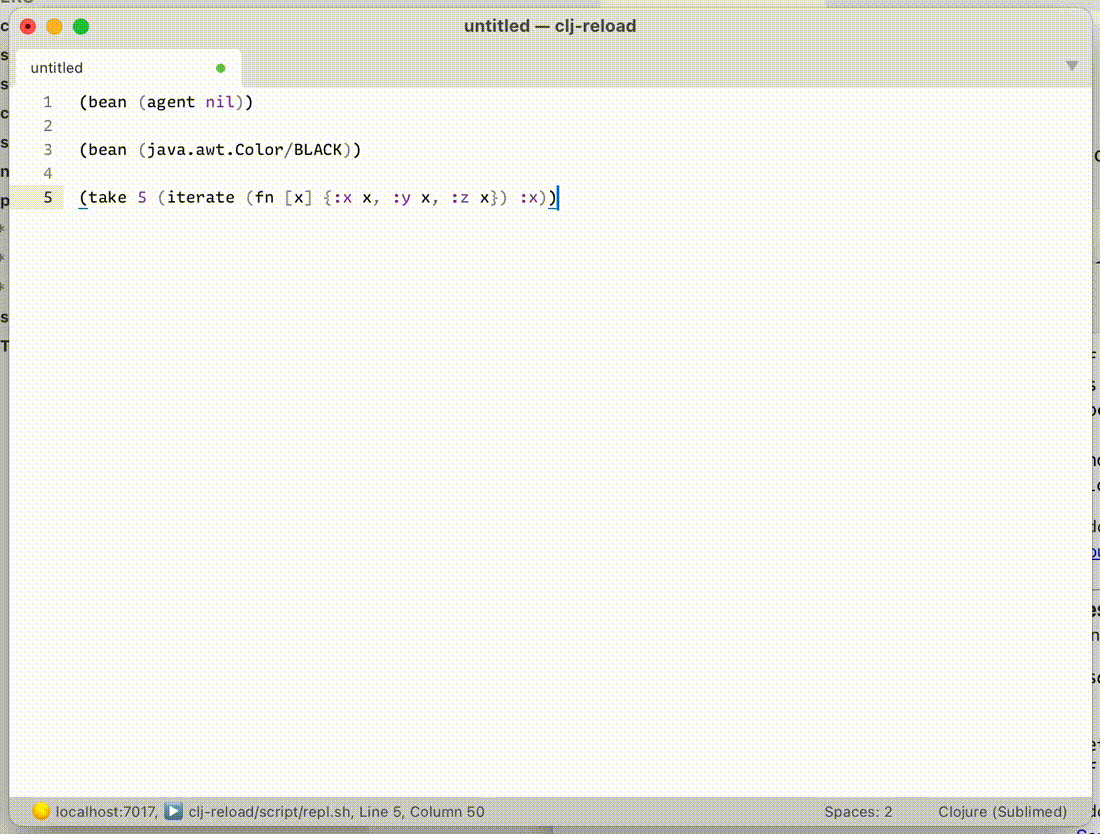 untitled — clj-reload
untitled
1 (bean (agent nil))
2
3 (bean (java.awt.Color/BLACK))
4
5 (take 5 (iterate (fn [x] {:x x, :y x, :z x}) :x))
localhost:7017, ▶️ clj-reload/script/repl.sh, Line 5, Column 50
Spaces: 2
Clojure (Sublimed)